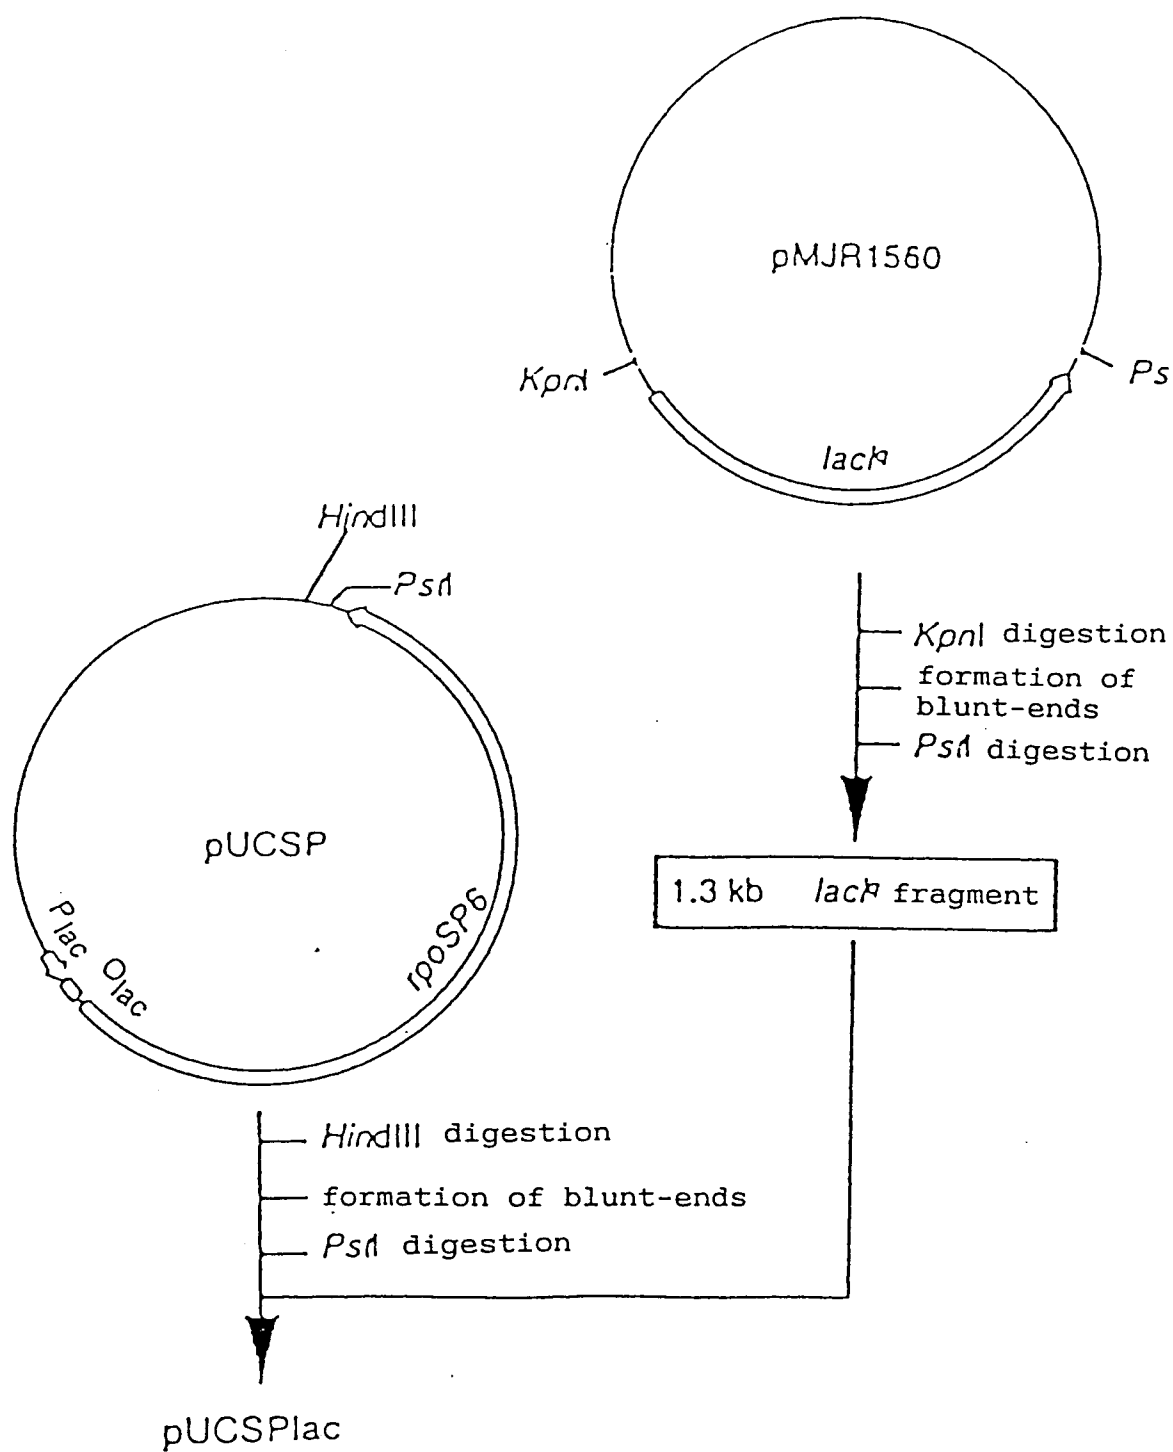 pMJR1560
KpnI
Ps
lacIq
HindIII
PstI
pUCSP
Plac
Olac
rpoSP6
KpnI digestion
formation of
blunt-ends
PstI digestion
1.3 kb lacIq fragment
HindIII digestion
formation of blunt-ends
PstI digestion
pUCSPlac